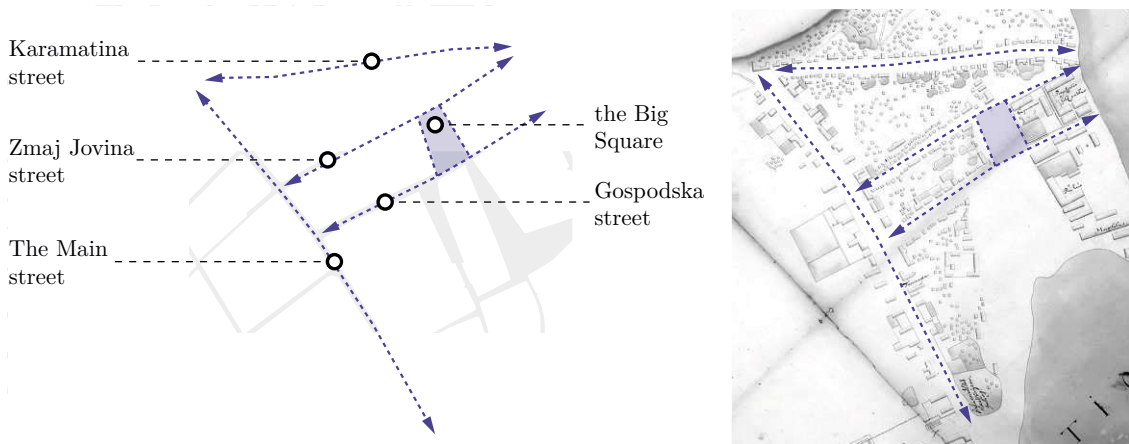 Karamatina
street
Zmaj Jovina
street
The Main
street
the Big
Square
Gospodska
street
T i